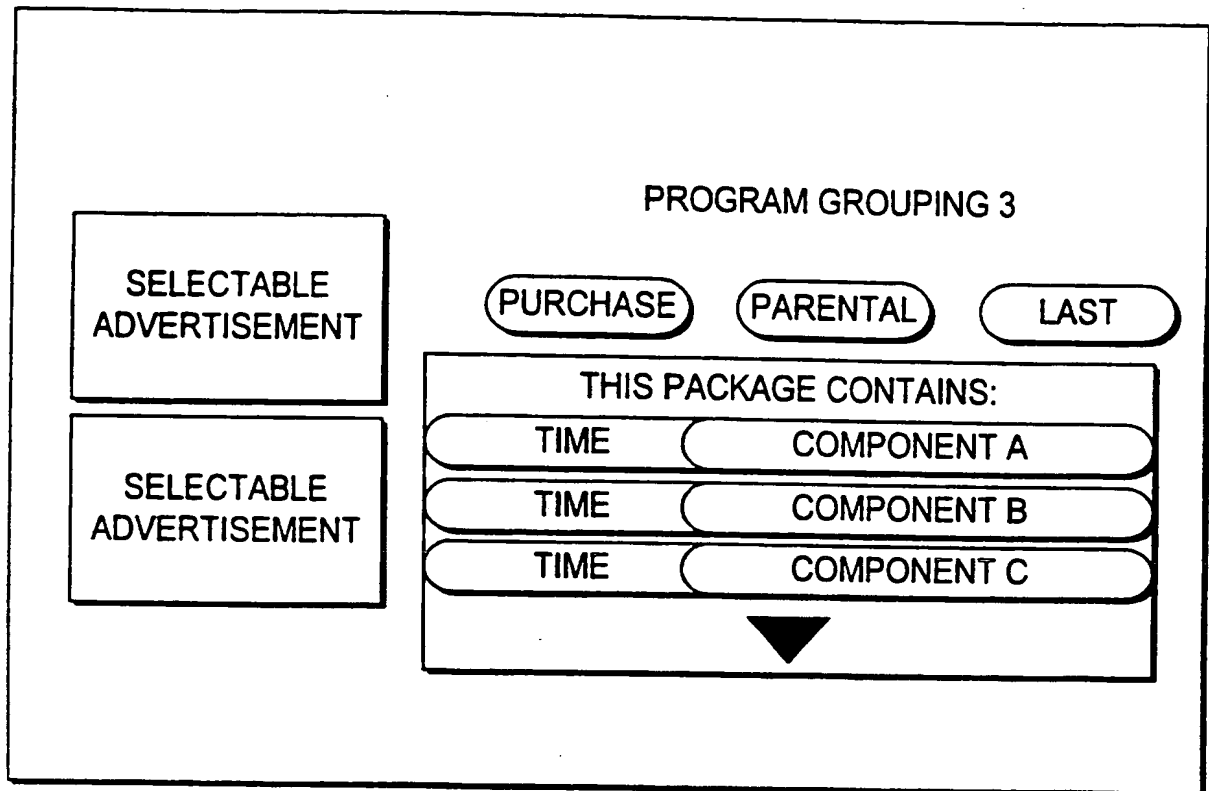 PROGRAM GROUPING 3
SELECTABLE
ADVERTISEMENT
SELECTABLE
ADVERTISEMENT
PURCHASE PARENTAL LAST
THIS PACKAGE CONTAINS:
TIME COMPONENT A
TIME COMPONENT B
TIME COMPONENT C